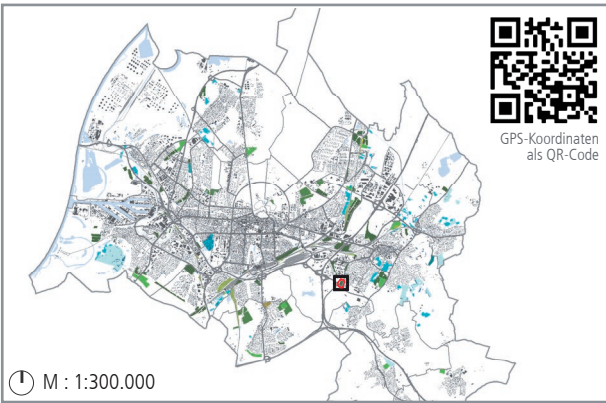 GPS-Koordinaten
als QR-Code
M : 1:300.000